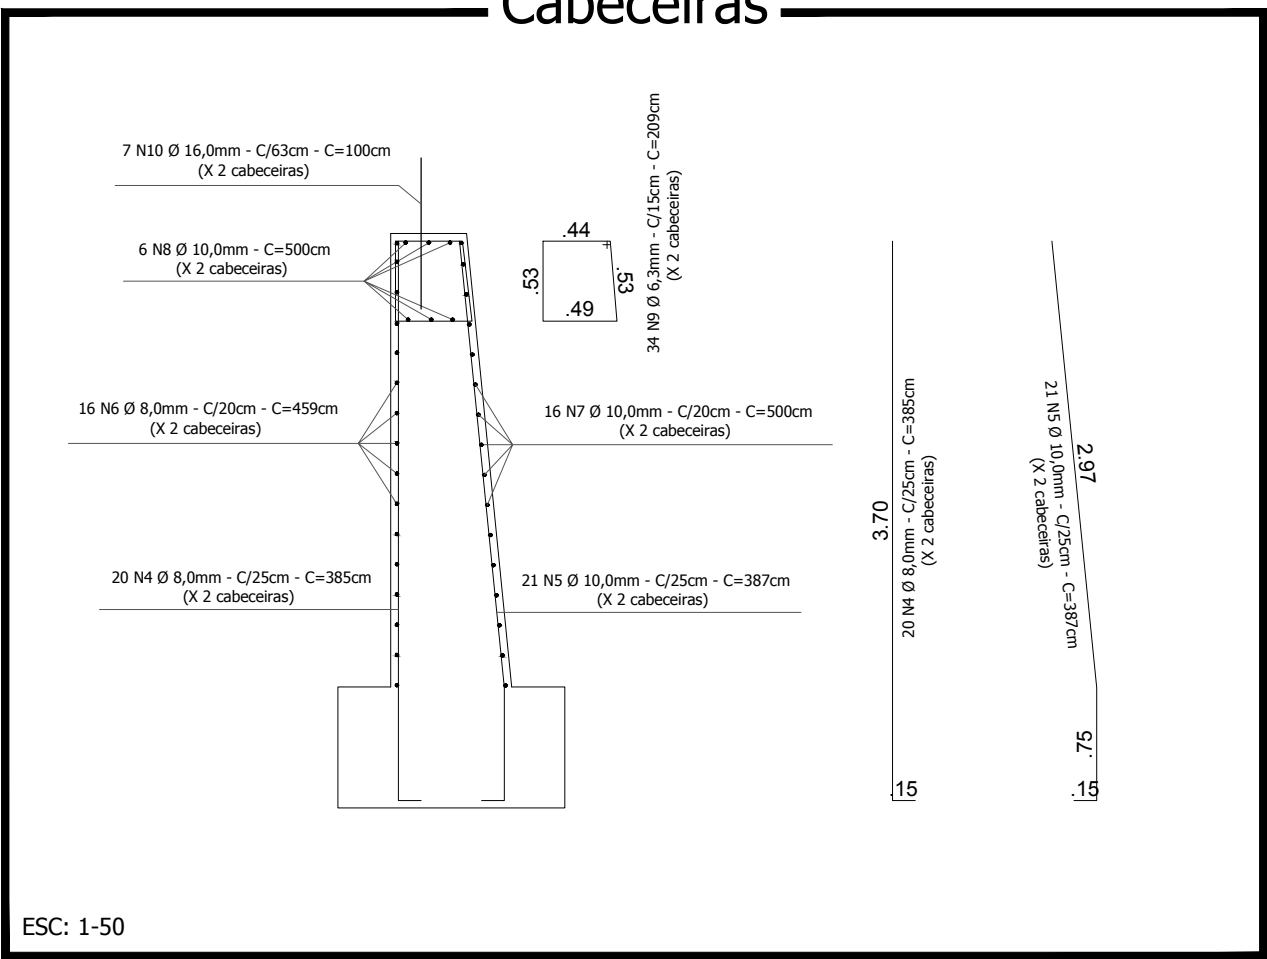 Cabeceiras
7 N10 Ø 16,0mm - C/63cm - C=100cm
(X 2 cabeceiras)
6 N8 Ø 10,0mm - C=500cm
(X 2 cabeceiras)
.44
.53
.53
.49
34 N9 Ø 6,3mm - C/15cm - C=209cm
(X 2 cabeceiras)
16 N6 Ø 8,0mm - C/20cm - C=459cm
(X 2 cabeceiras)
16 N7 Ø 10,0mm - C/20cm - C=500cm
(X 2 cabeceiras)
20 N4 Ø 8,0mm - C/25cm - C=385cm
(X 2 cabeceiras)
21 N5 Ø 10,0mm - C/25cm - C=387cm
(X 2 cabeceiras)
3.70
20 N4 Ø 8,0mm - C/25cm - C=385cm
(X 2 cabeceiras)
.15
2.97
21 N5 Ø 10,0mm - C/25cm - C=387cm
(X 2 cabeceiras)
.75
.15
ESC: 1-50